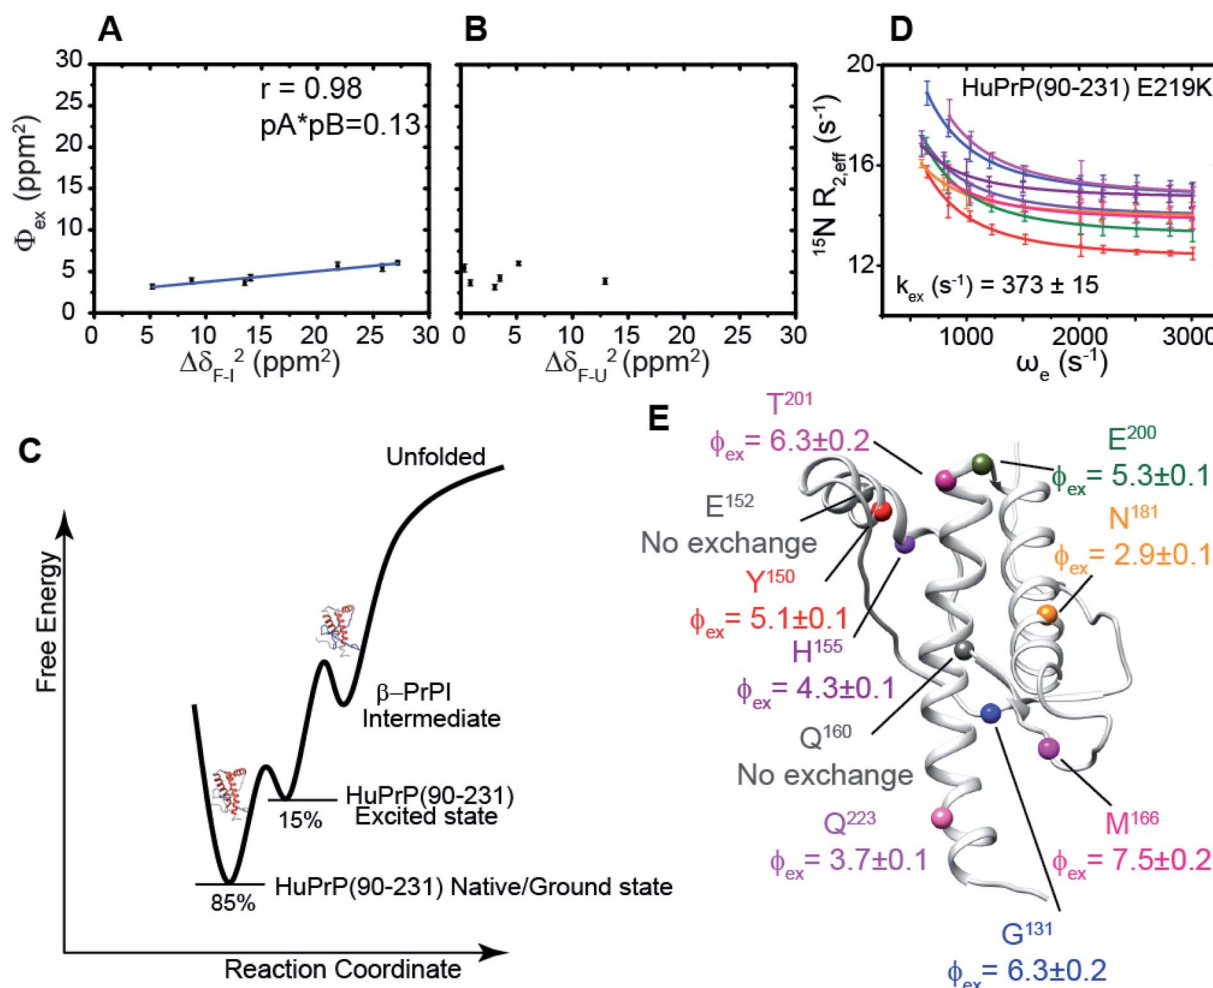 A
30
25
20
15
10
5
0
Φex (ppm²)
r = 0.98
pA*pB=0.13
0 5 10 15 20 25 30
ΔδF-I² (ppm²)
B
0 5 10 15 20 25 30
ΔδF-U² (ppm²)
D
20
16
12
¹⁵N R2,eff (s⁻¹)
HuPrP(90-231) E219K
kex (s⁻¹) = 373 ± 15
1000 2000 3000
ωe (s⁻¹)
C
Free Energy
Unfolded
β–PrPI
Intermediate
HuPrP(90-231)
Excited state
15%
HuPrP(90-231) Native/Ground state
85%
Reaction Coordinate
E
T²⁰¹
ϕex= 6.3±0.2
E²⁰⁰
ϕex= 5.3±0.1
E¹⁵²
No exchange
N¹⁸¹
ϕex= 2.9±0.1
Y¹⁵⁰
ϕex= 5.1±0.1
H¹⁵⁵
ϕex= 4.3±0.1
Q¹⁶⁰
No exchange
Q²²³
ϕex= 3.7±0.1
M¹⁶⁶
ϕex= 7.5±0.2
G¹³¹
ϕex= 6.3±0.2